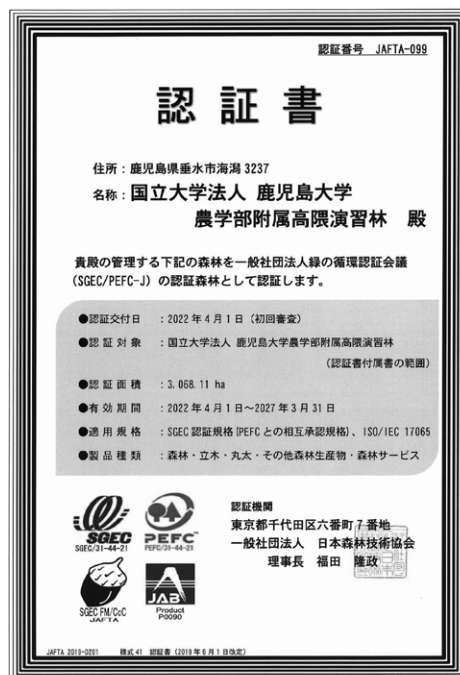 認証番号 JAFTA-099
認証書
住所：鹿児島県垂水市海潟 3237
名称：国立大学法人 鹿児島大学
農学部附属高隈演習林 殿
貴殿の管理する下記の森林を一般社団法人緑の循環認証会議
(SGEC/PEFC-J) の認証森林として認証します。
●認証交付日 ：2022年4月1日（初回審査）
●認証対象 ：国立大学法人 鹿児島大学農学部附属高隈演習林
（認証書付属書の範囲）
●認証面積 ：3,068.11 ha
●有効期間 ：2022年4月1日～2027年3月31日
●適用規格 ：SGEC認証規格(PEFCとの相互承認規格)、ISO/IEC 17065
●製品種類 ：森林・立木・丸太・その他森林生産物・森林サービス
SGEC
SGEC/31-44-21
PEFC™
PEFC/31-44-21
SGEC FM/CoC
JAFTA
JAB
Product
P0090
認証機関
東京都千代田区六番町7番地
一般社団法人 日本森林技術協会
理事長 福田 隆政
JAFTA 2019-D201 様式41 認証書（2019年6月1日改定）